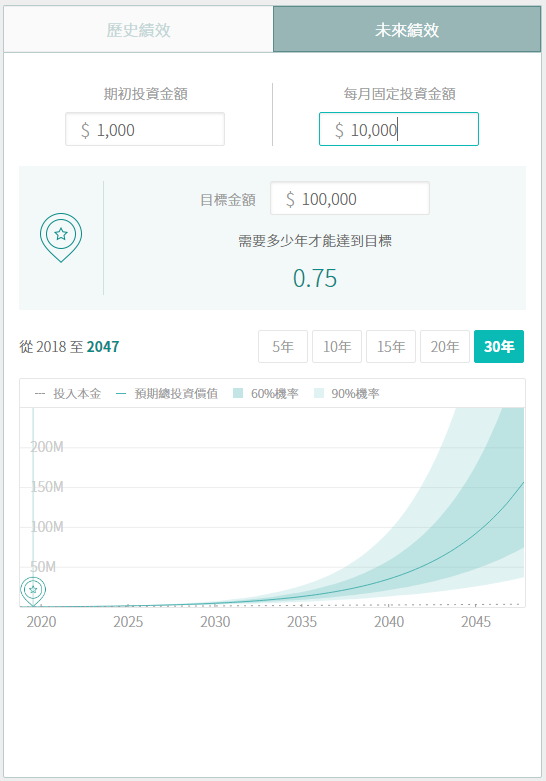 歷史績效 未來績效
期初投資金額 每月固定投資金額
$ 1,000 $ 10,000
目標金額 $ 100,000
需要多少年才能達到目標
0.75
從 2018 至 2047 5年 10年 15年 20年 30年
投入本金 預期總投資價值 60%機率 90%機率
200M
150M
100M
50M
2020 2025 2030 2035 2040 2045